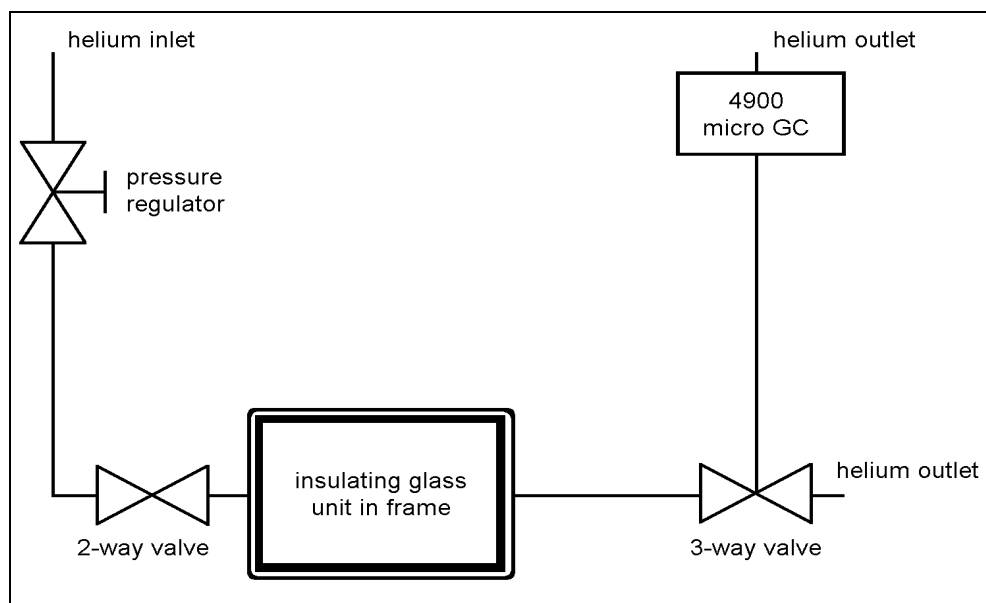 helium inlet
helium outlet
4900
micro GC
pressure
regulator
insulating glass
unit in frame
helium outlet
2-way valve
3-way valve